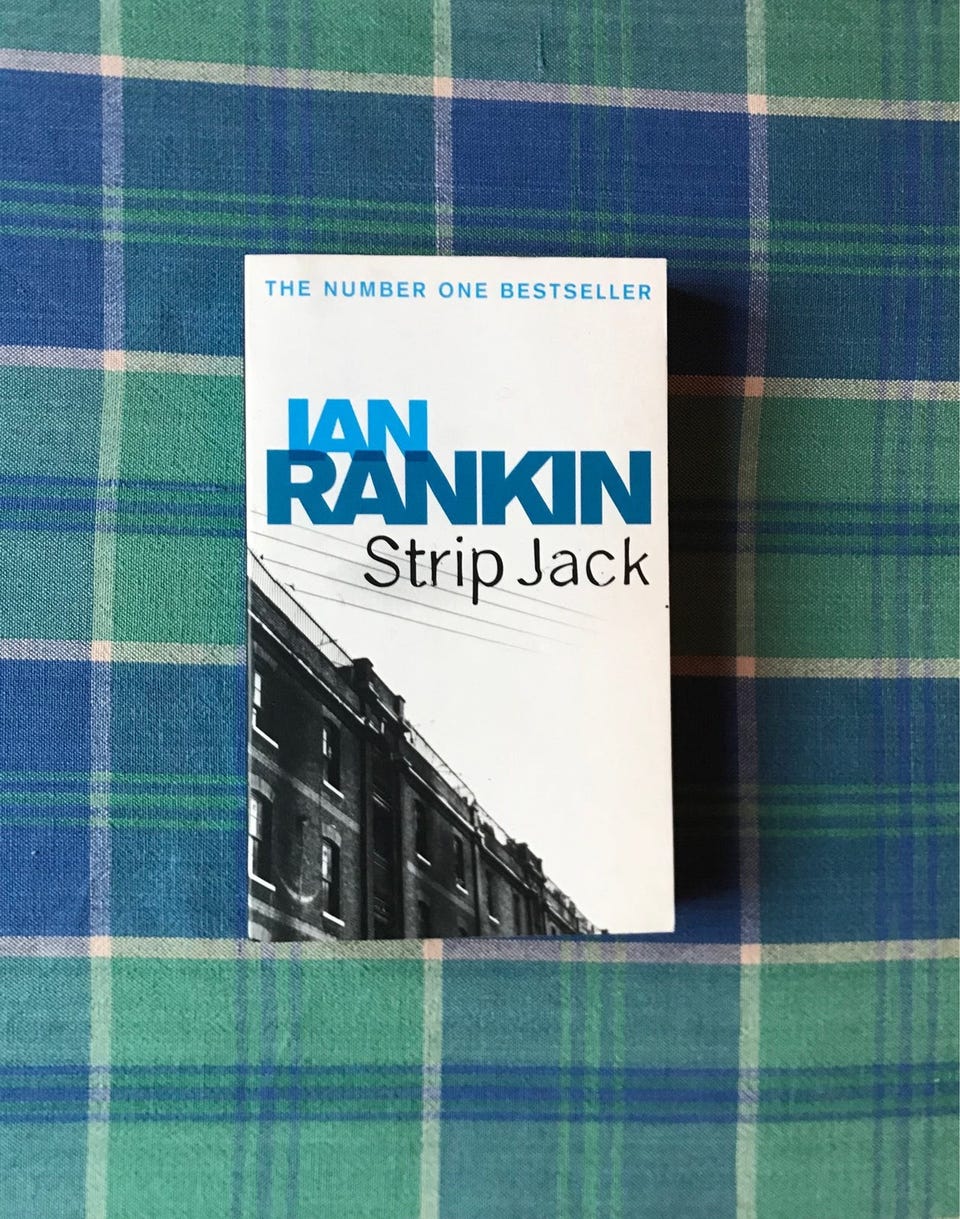 THE NUMBER ONE BESTSELLER
IAN
RANKIN
Strip Jack